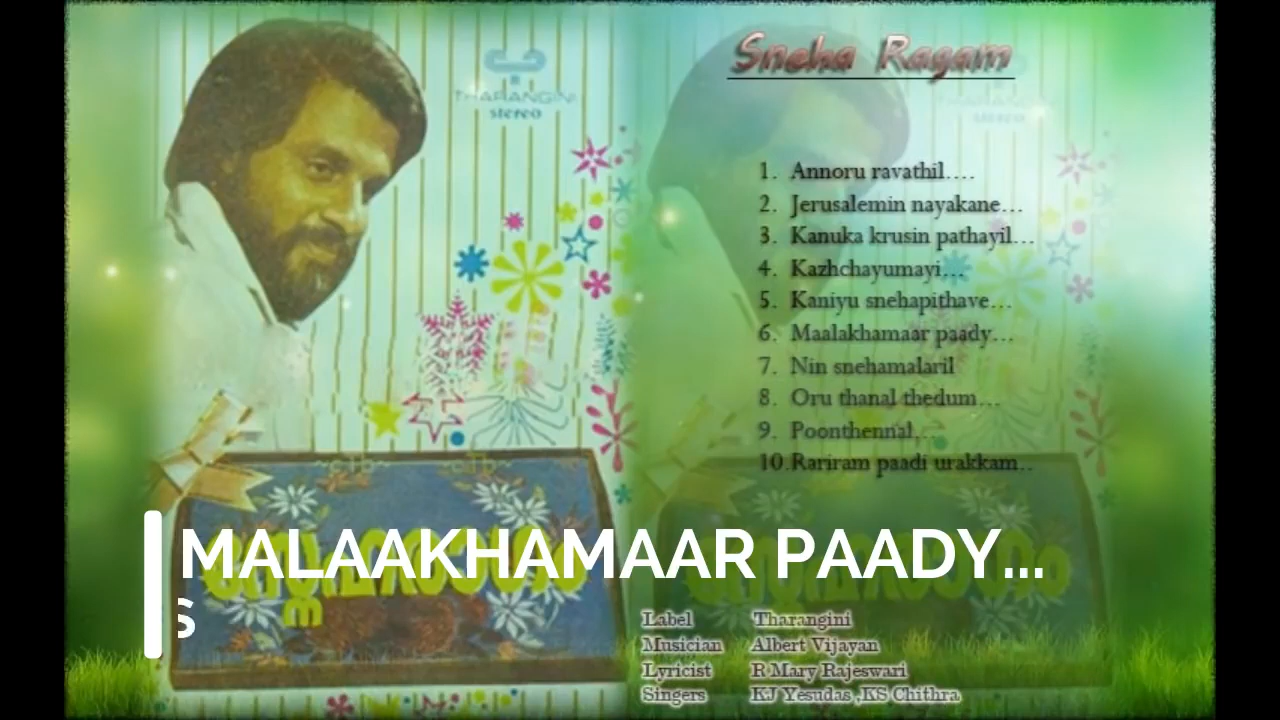 THARANGINI
stereo
Sneha Ragam
1. Annoru ravathil....
2. Jerusalemin nayakane...
3. Kanuka krusin pathayil...
4. Kazhchayumayi...
5. Kaniyu snehapithave...
6. Maalakhamaar paady...
7. Nin snehamalaril
8. Oru thanal thedum...
9. Poonthennal...
10.Rariram paadi urakkam..
MALAAKHAMAAR PAADY...
S
Label Tharangini
Musician Albert Vijayan
Lyricist R Mary Rajeswari
Singers KJ Yesudas ,KS Chithra